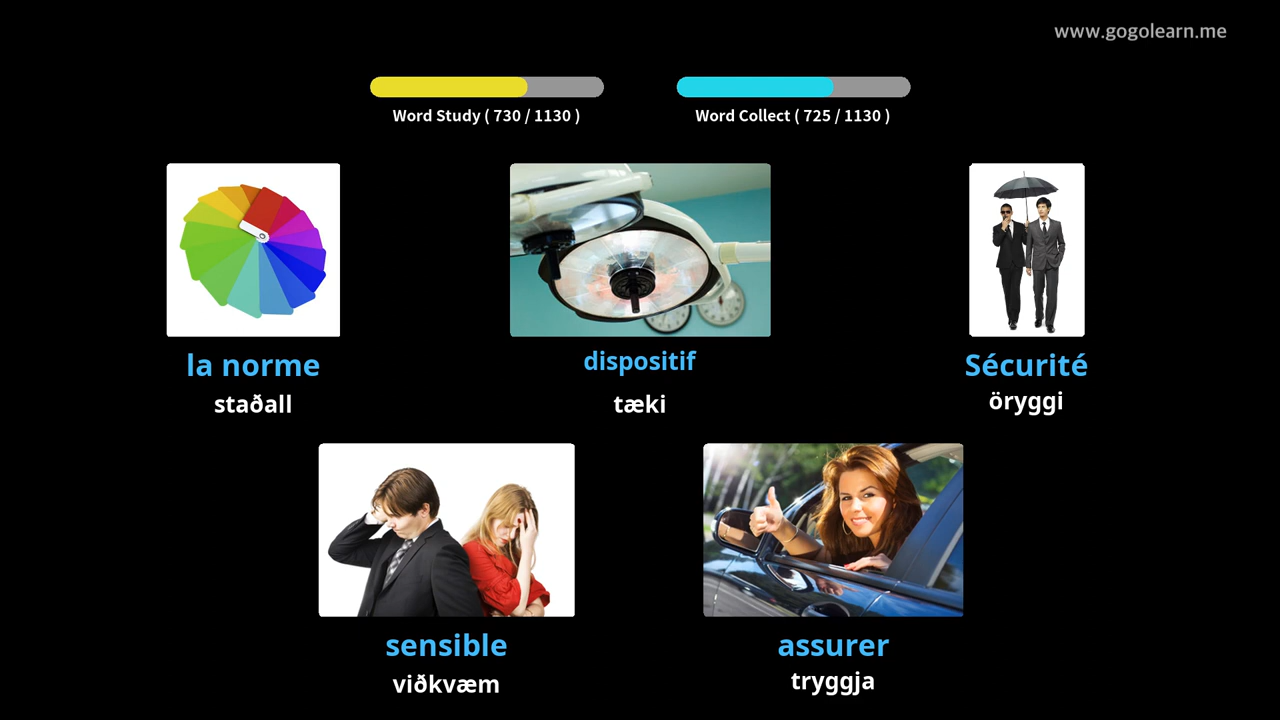 www.gogolearn.me
Word Study ( 730 / 1130 )
Word Collect ( 725 / 1130 )
la norme
staðall
dispositif
tæki
Sécurité
öryggi
sensible
viðkvæm
assurer
tryggja